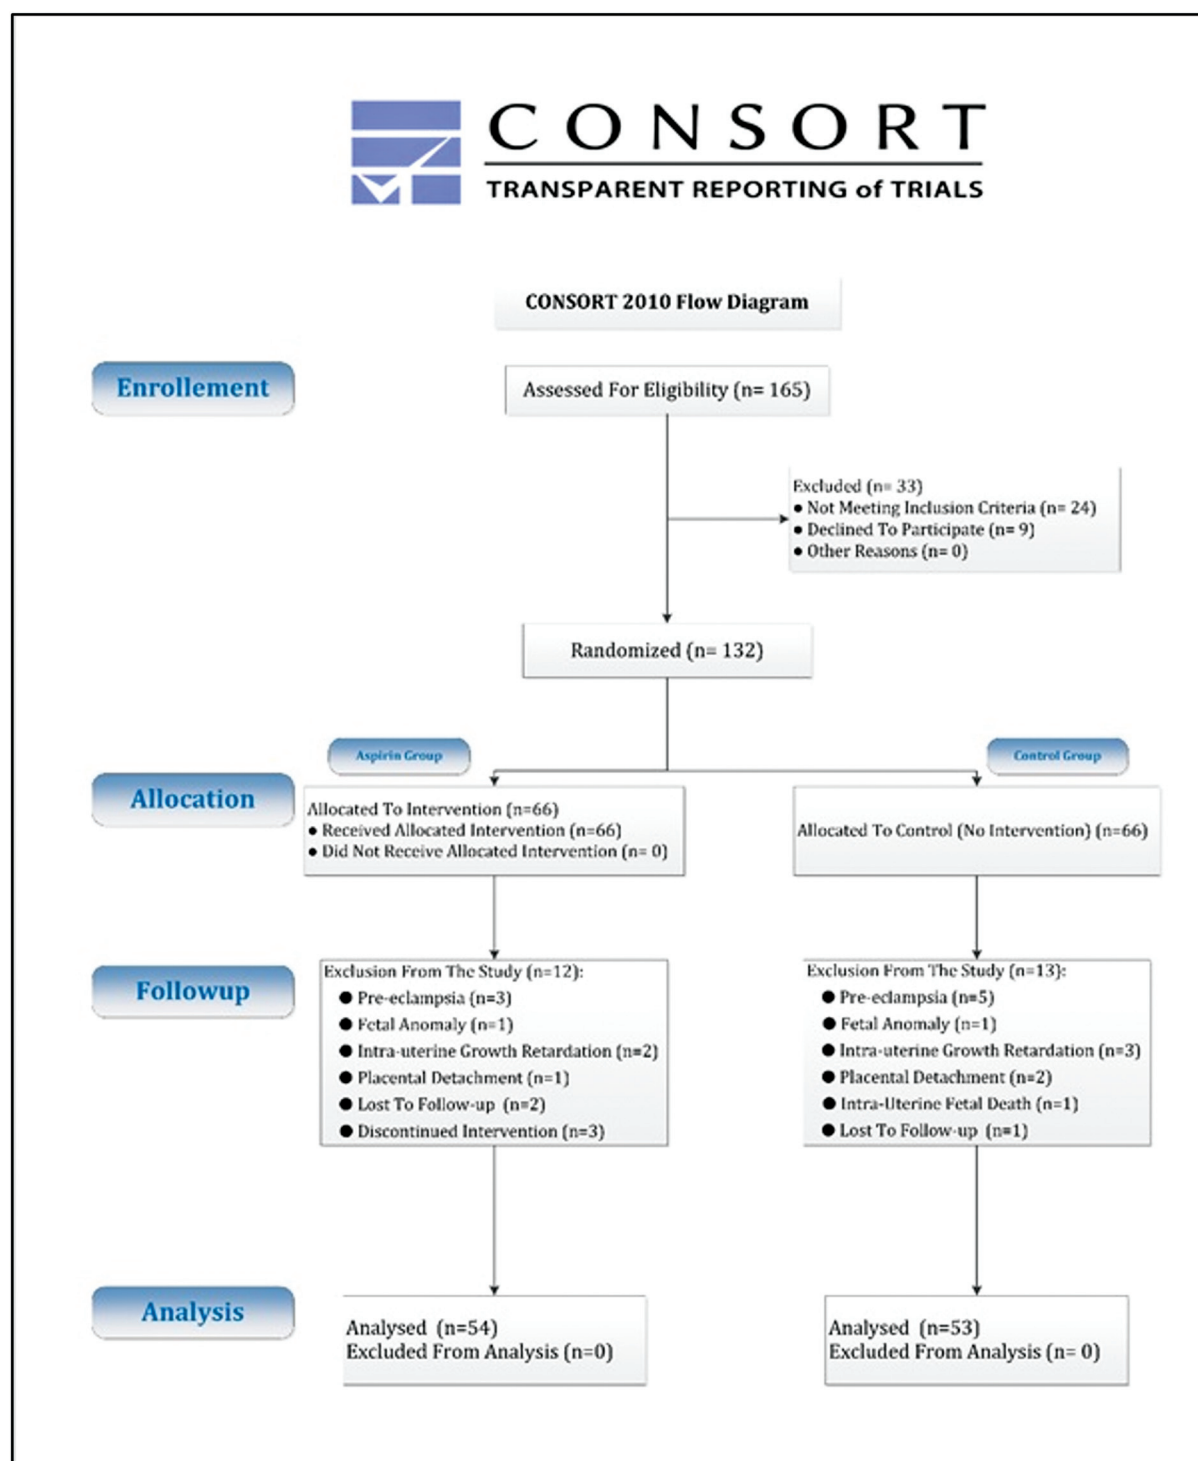 CONSORT
TRANSPARENT REPORTING of TRIALS
CONSORT 2010 Flow Diagram
Enrollement
Assessed For Eligibility (n= 165)
Excluded (n= 33)
● Not Meeting Inclusion Criteria (n= 24)
● Declined To Participate (n= 9)
● Other Reasons (n= 0)
Randomized (n= 132)
Aspirin Group
Control Group
Allocation
Allocated To Intervention (n=66)
● Received Allocated Intervention (n=66)
● Did Not Receive Allocated Intervention (n= 0)
Allocated To Control (No Intervention) (n=66)
Followup
Exclusion From The Study (n=12):
● Pre-eclampsia (n=3)
● Fetal Anomaly (n=1)
● Intra-uterine Growth Retardation (n=2)
● Placental Detachment (n=1)
● Lost To Follow-up (n=2)
● Discontinued Intervention (n=3)
Exclusion From The Study (n=13):
● Pre-eclampsia (n=5)
● Fetal Anomaly (n=1)
● Intra-uterine Growth Retardation (n=3)
● Placental Detachment (n=2)
● Intra-Uterine Fetal Death (n=1)
● Lost To Follow-up (n=1)
Analysis
Analysed (n=54)
Excluded From Analysis (n=0)
Analysed (n=53)
Excluded From Analysis (n= 0)